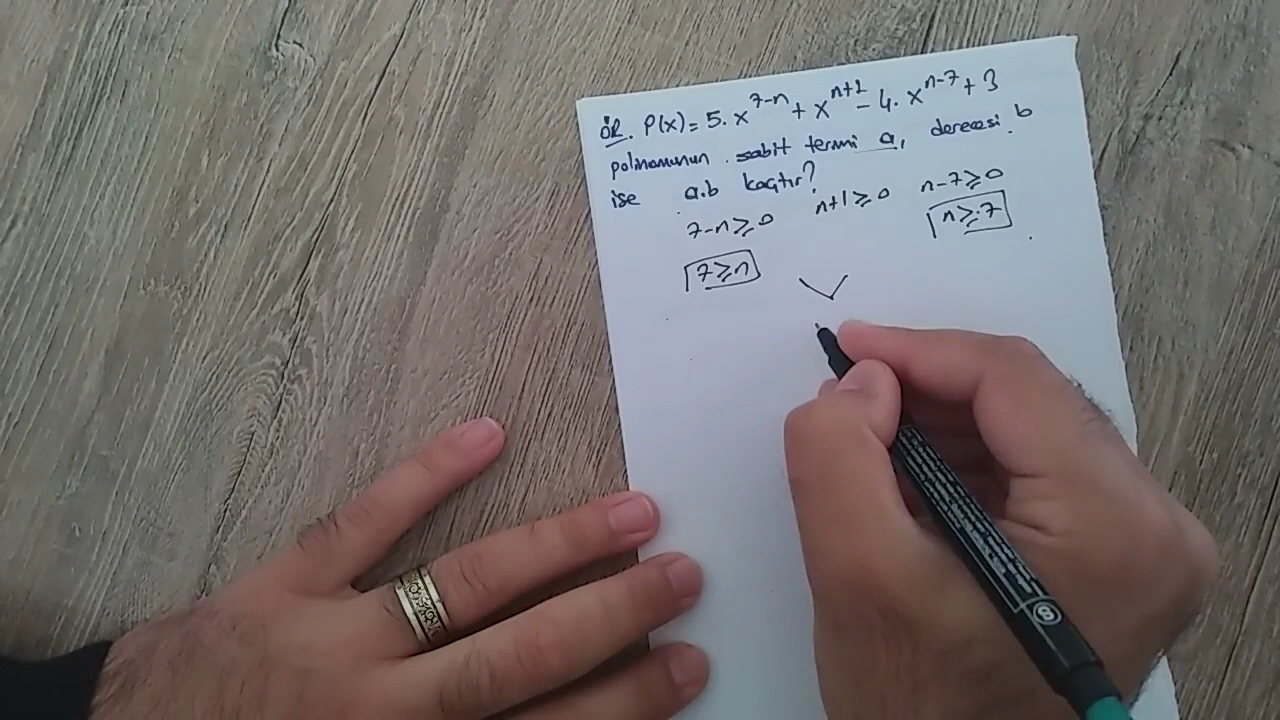 ÖR. P(x) = 5.x^{7-n} + x^{n+1} - 4.x^{n-7} + 3
polinomunun sabit terimi a, derecesi b
ise a.b kaçtır?
7-n≥0 n+1≥0 n-7≥0
7≥n n≥7